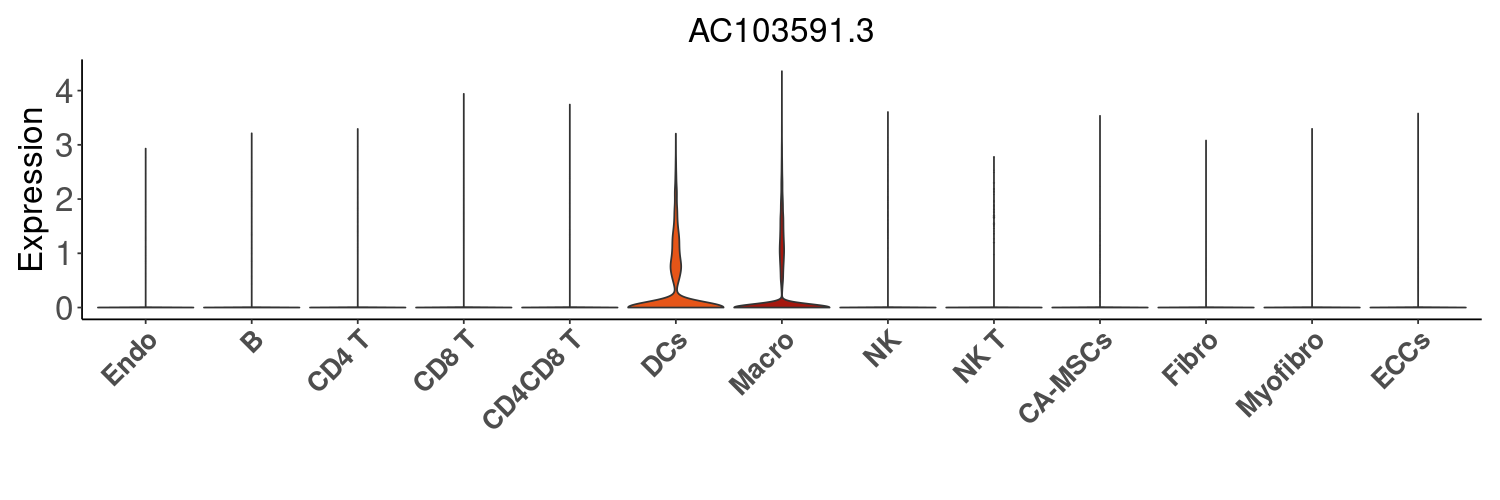 AC103591.3
Expression
4
3
2
1
0
Endo
B
CD4 T
CD8 T
CD4CD8 T
DCs
Macro
NK
NK T
CA-MSCs
Fibro
Myofibro
ECCs